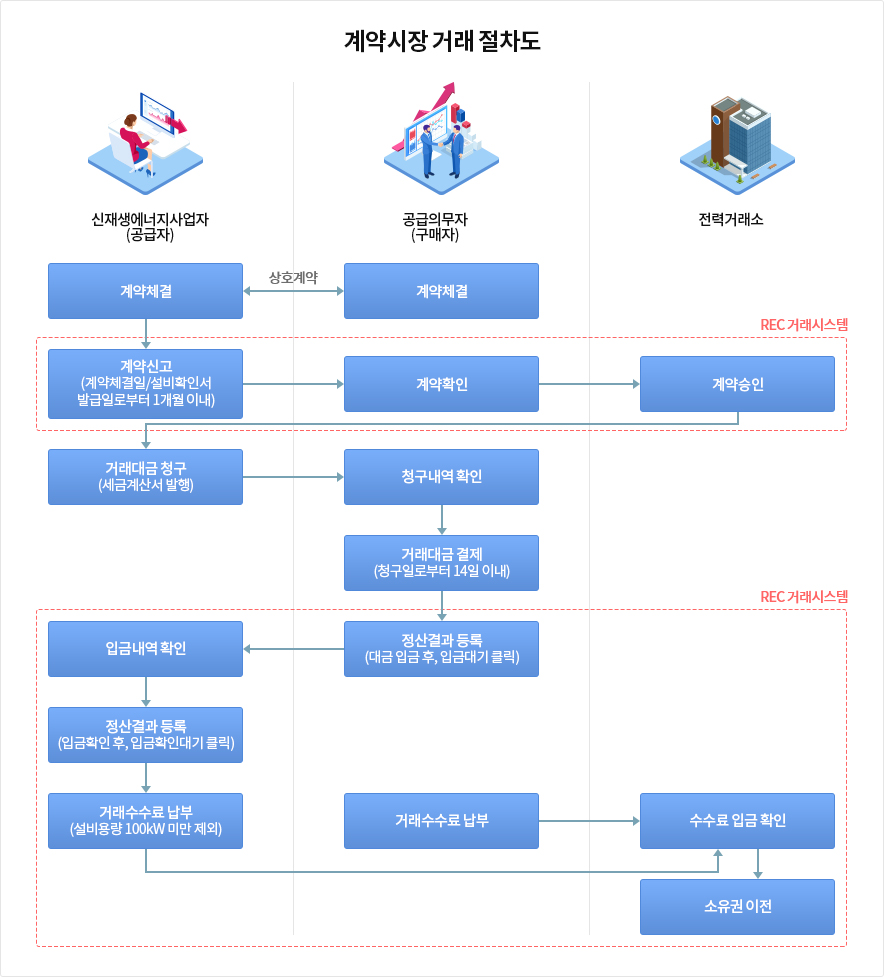 계약시장 거래 절차도
신재생에너지사업자
(공급자)
공급의무자
(구매자)
전력거래소
계약체결
상호계약
계약체결
REC 거래시스템
계약신고
(계약체결일/설비확인서
발급일로부터 1개월 이내)
계약확인
계약승인
거래대금 청구
(세금계산서 발행)
청구내역 확인
거래대금 결제
(청구일로부터 14일 이내)
REC 거래시스템
입금내역 확인
정산결과 등록
(대금 입금 후, 입금대기 클릭)
정산결과 등록
(입금확인 후, 입금확인대기 클릭)
거래수수료 납부
(설비용량 100kW 미만 제외)
거래수수료 납부
수수료 입금 확인
소유권 이전